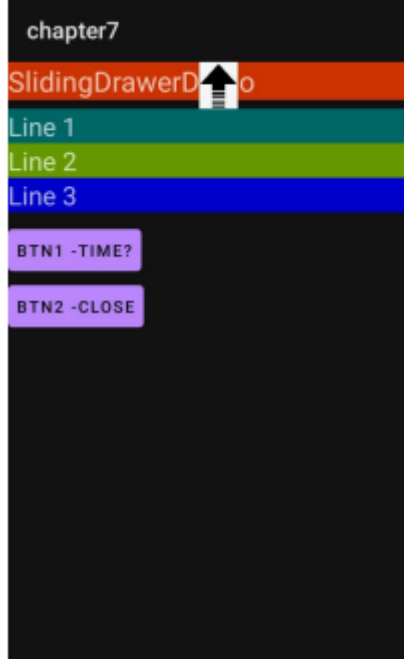 chapter7
SlidingDrawerD o
Line 1
Line 2
Line 3
BTN1 -TIME?
BTN2 -CLOSE